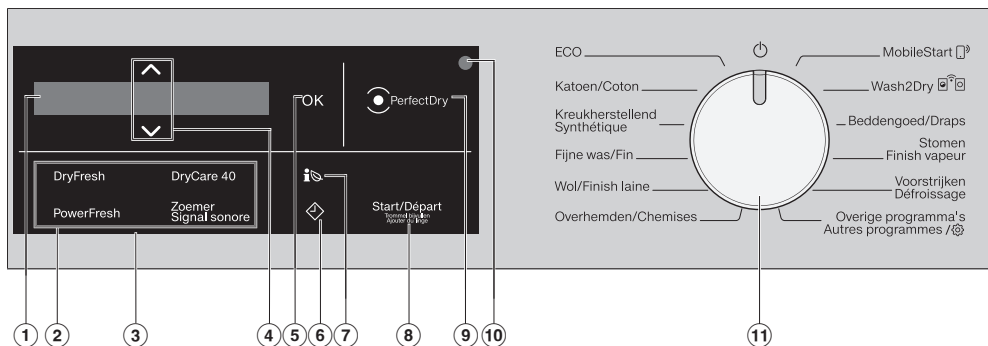 OK
PerfectDry
DryFresh
DryCare 40
PowerFresh
Zoemer
Signal sonore
Start/Départ
Trommel bijvullen
Ajouter du linge
ECO
Katoen/Coton
Kreukherstellend
Synthétique
Fijne was/Fin
Wol/Finish laine
Overhemden/Chemises
MobileStart
Wash2Dry
Beddengoed/Draps
Stomen
Finish vapeur
Voorstrijken
Défroissage
Overige programma's
Autres programmes /
1 2 3 4 5 6 7 8 9 10 11